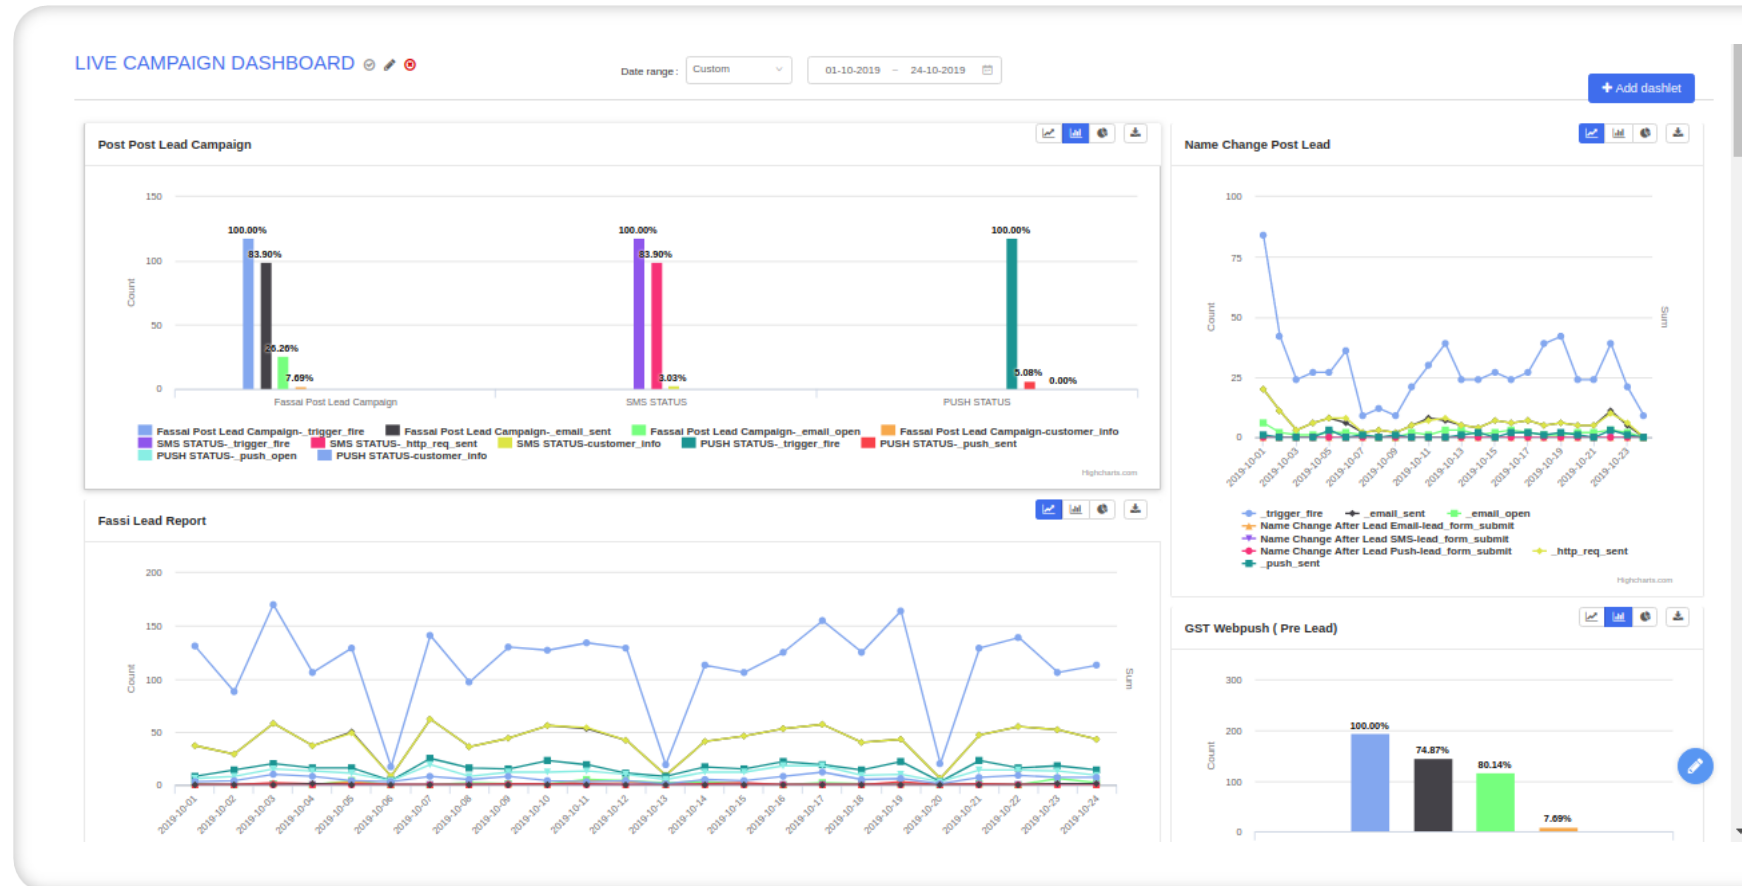 LIVE CAMPAIGN DASHBOARD
Date range : Custom 01-10-2019 – 24-10-2019
Add dashlet
Post Post Lead Campaign
150
100
50
0
Count
100.00%
83.90%
26.26%
7.69%
100.00%
83.90%
3.03%
100.00%
5.08%
0.00%
Fassai Post Lead Campaign SMS STATUS PUSH STATUS
Fassai Post Lead Campaign-_trigger_fire Fassai Post Lead Campaign-_email_sent Fassai Post Lead Campaign-_email_open Fassai Post Lead Campaign-customer_info
SMS STATUS-_trigger_fire SMS STATUS-_http_req_sent SMS STATUS-customer_info PUSH STATUS-_trigger_fire PUSH STATUS-_push_sent
PUSH STATUS-_push_open PUSH STATUS-customer_info
Highcharts.com
Name Change Post Lead
100
75
50
25
0
Count
Sum
2019-10-01 2019-10-03 2019-10-05 2019-10-07 2019-10-09 2019-10-11 2019-10-13 2019-10-15 2019-10-17 2019-10-19 2019-10-21 2019-10-23
_trigger_fire _email_sent _email_open
Name Change After Lead Email-lead_form_submit
Name Change After Lead SMS-lead_form_submit
Name Change After Lead Push-lead_form_submit _http_req_sent
_push_sent
Highcharts.com
Fassi Lead Report
200
150
100
50
0
Count
Sum
2019-10-01 2019-10-02 2019-10-03 2019-10-04 2019-10-05 2019-10-06 2019-10-07 2019-10-08 2019-10-09 2019-10-10 2019-10-11 2019-10-12 2019-10-13 2019-10-14 2019-10-15 2019-10-16 2019-10-17 2019-10-18 2019-10-19 2019-10-20 2019-10-21 2019-10-22 2019-10-23 2019-10-24
GST Webpush ( Pre Lead)
300
200
100
0
Count
100.00%
74.87%
80.14%
7.69%